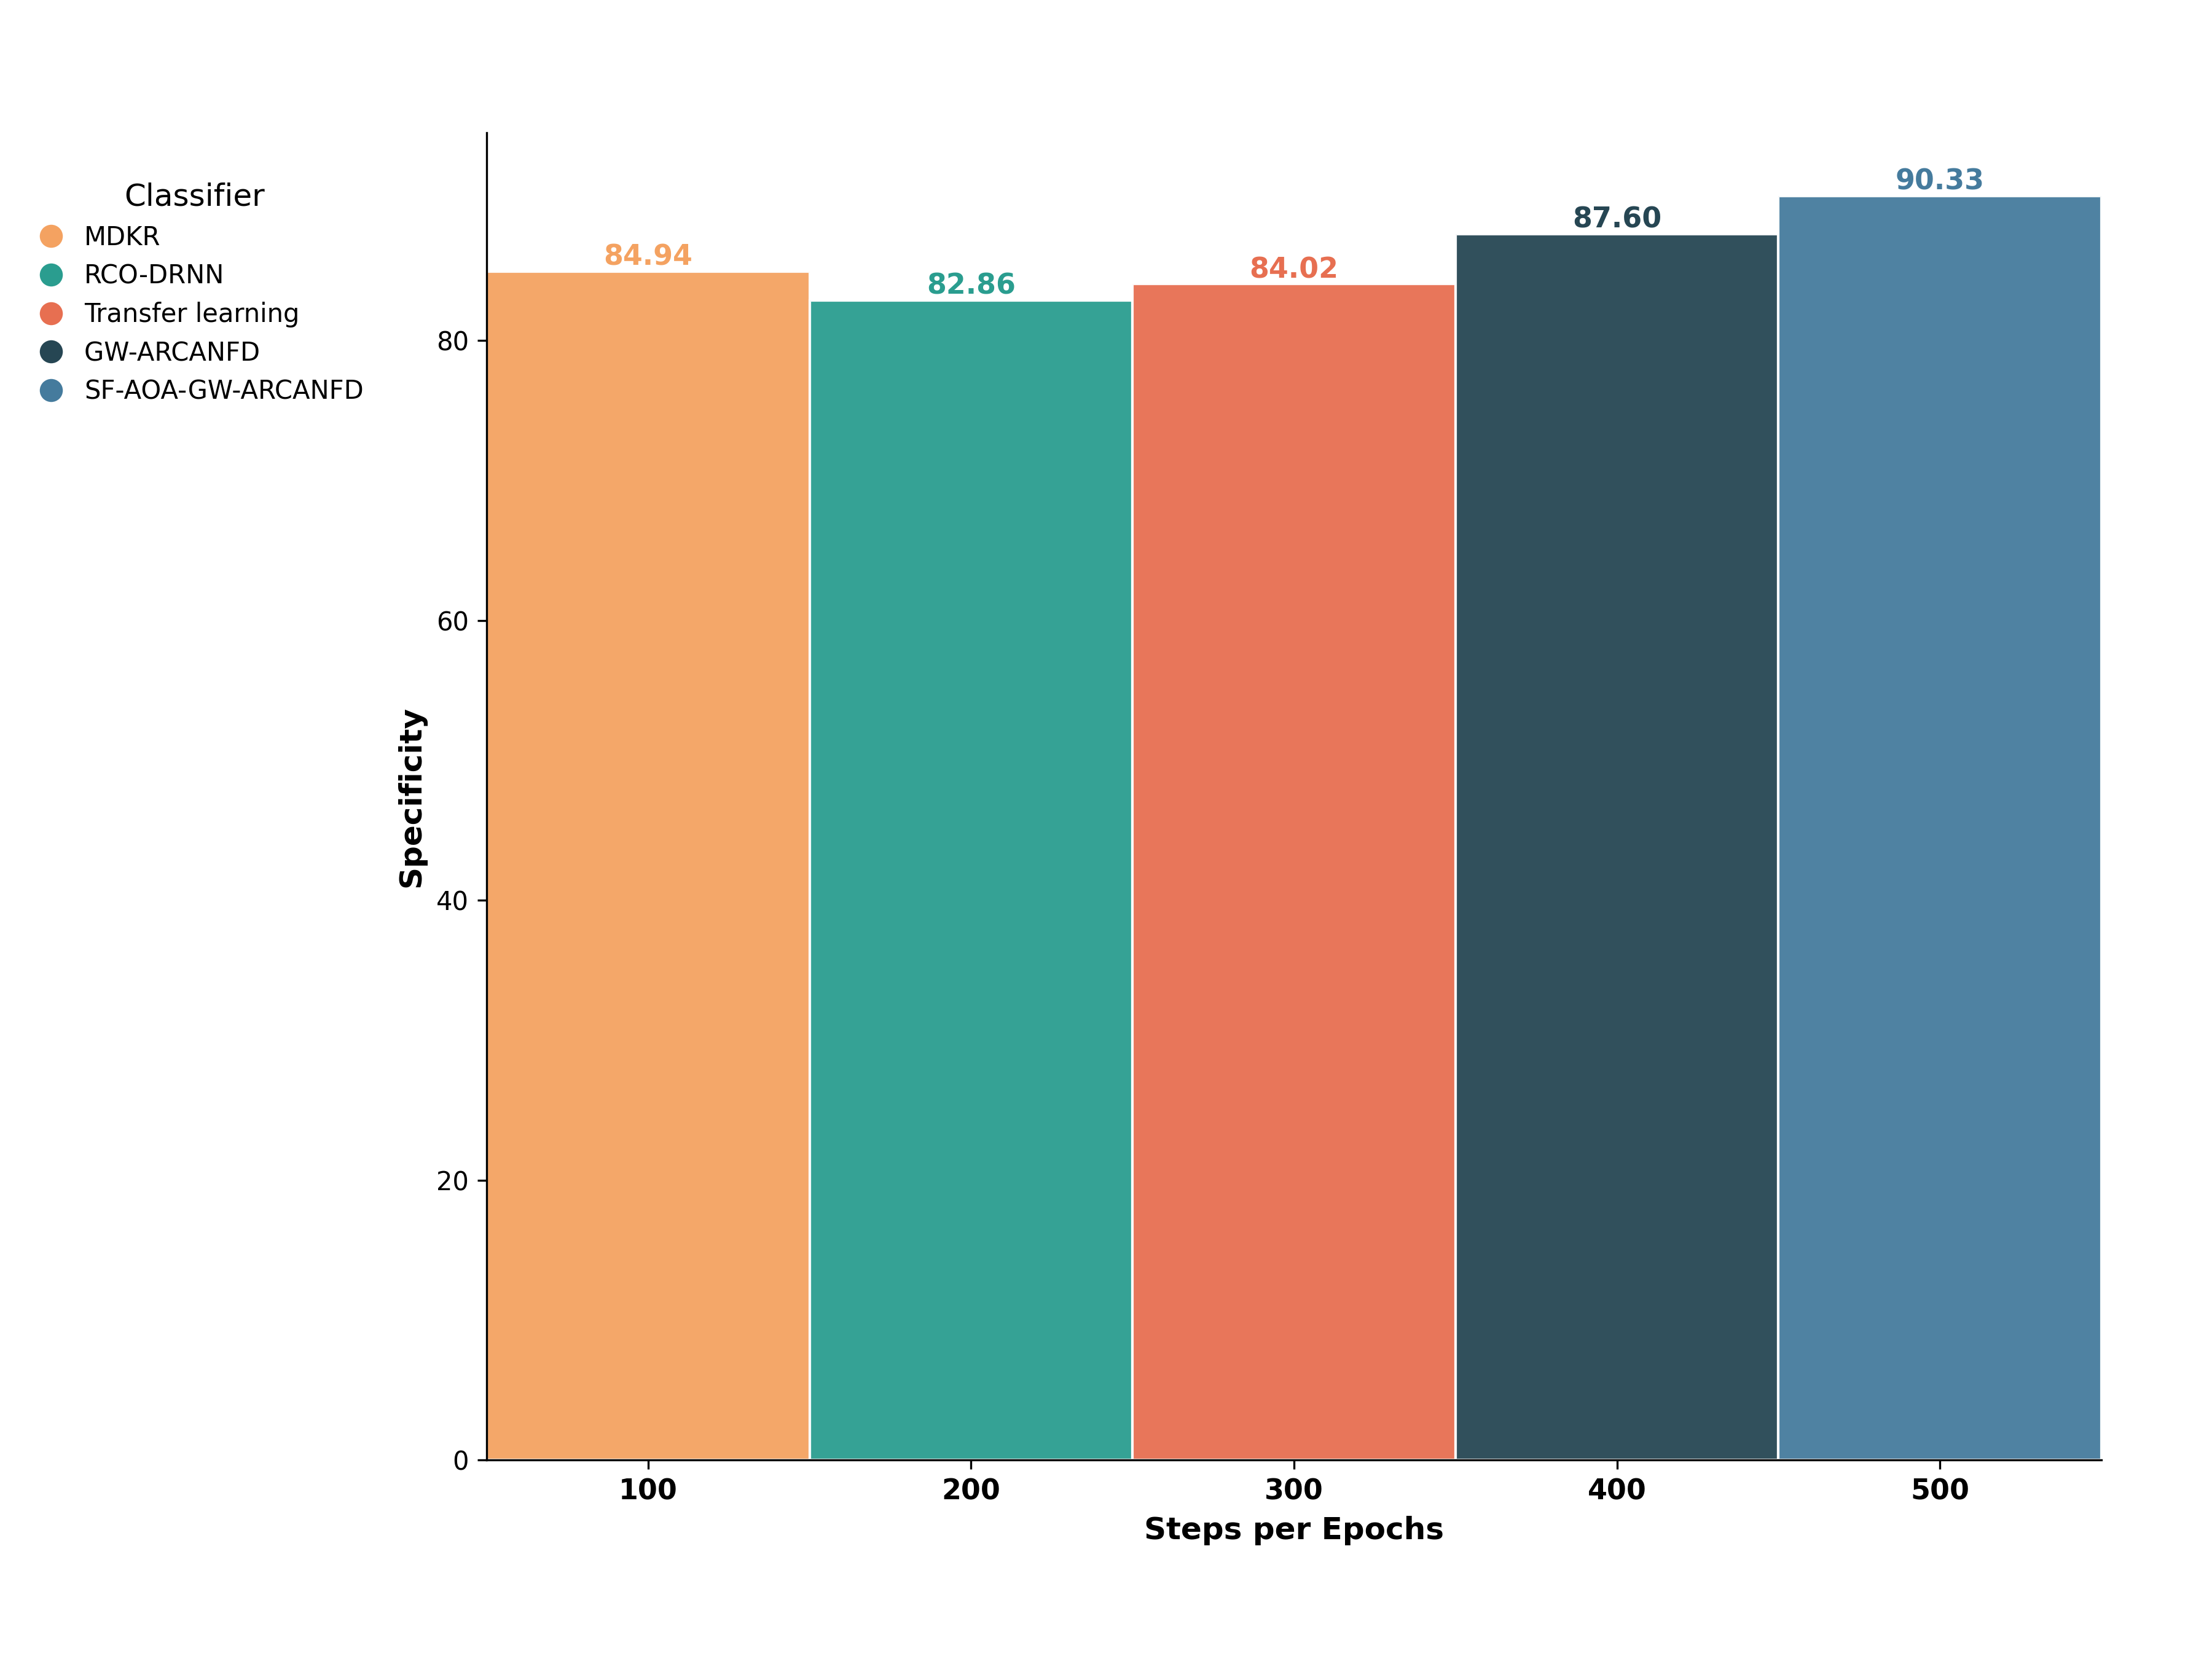 Classifier
MDKR
RCO-DRNN
Transfer learning
GW-ARCANFD
SF-AOA-GW-ARCANFD
Specificity
80
60
40
20
0
84.94
82.86
84.02
87.60
90.33
100 200 300 400 500
Steps per Epochs